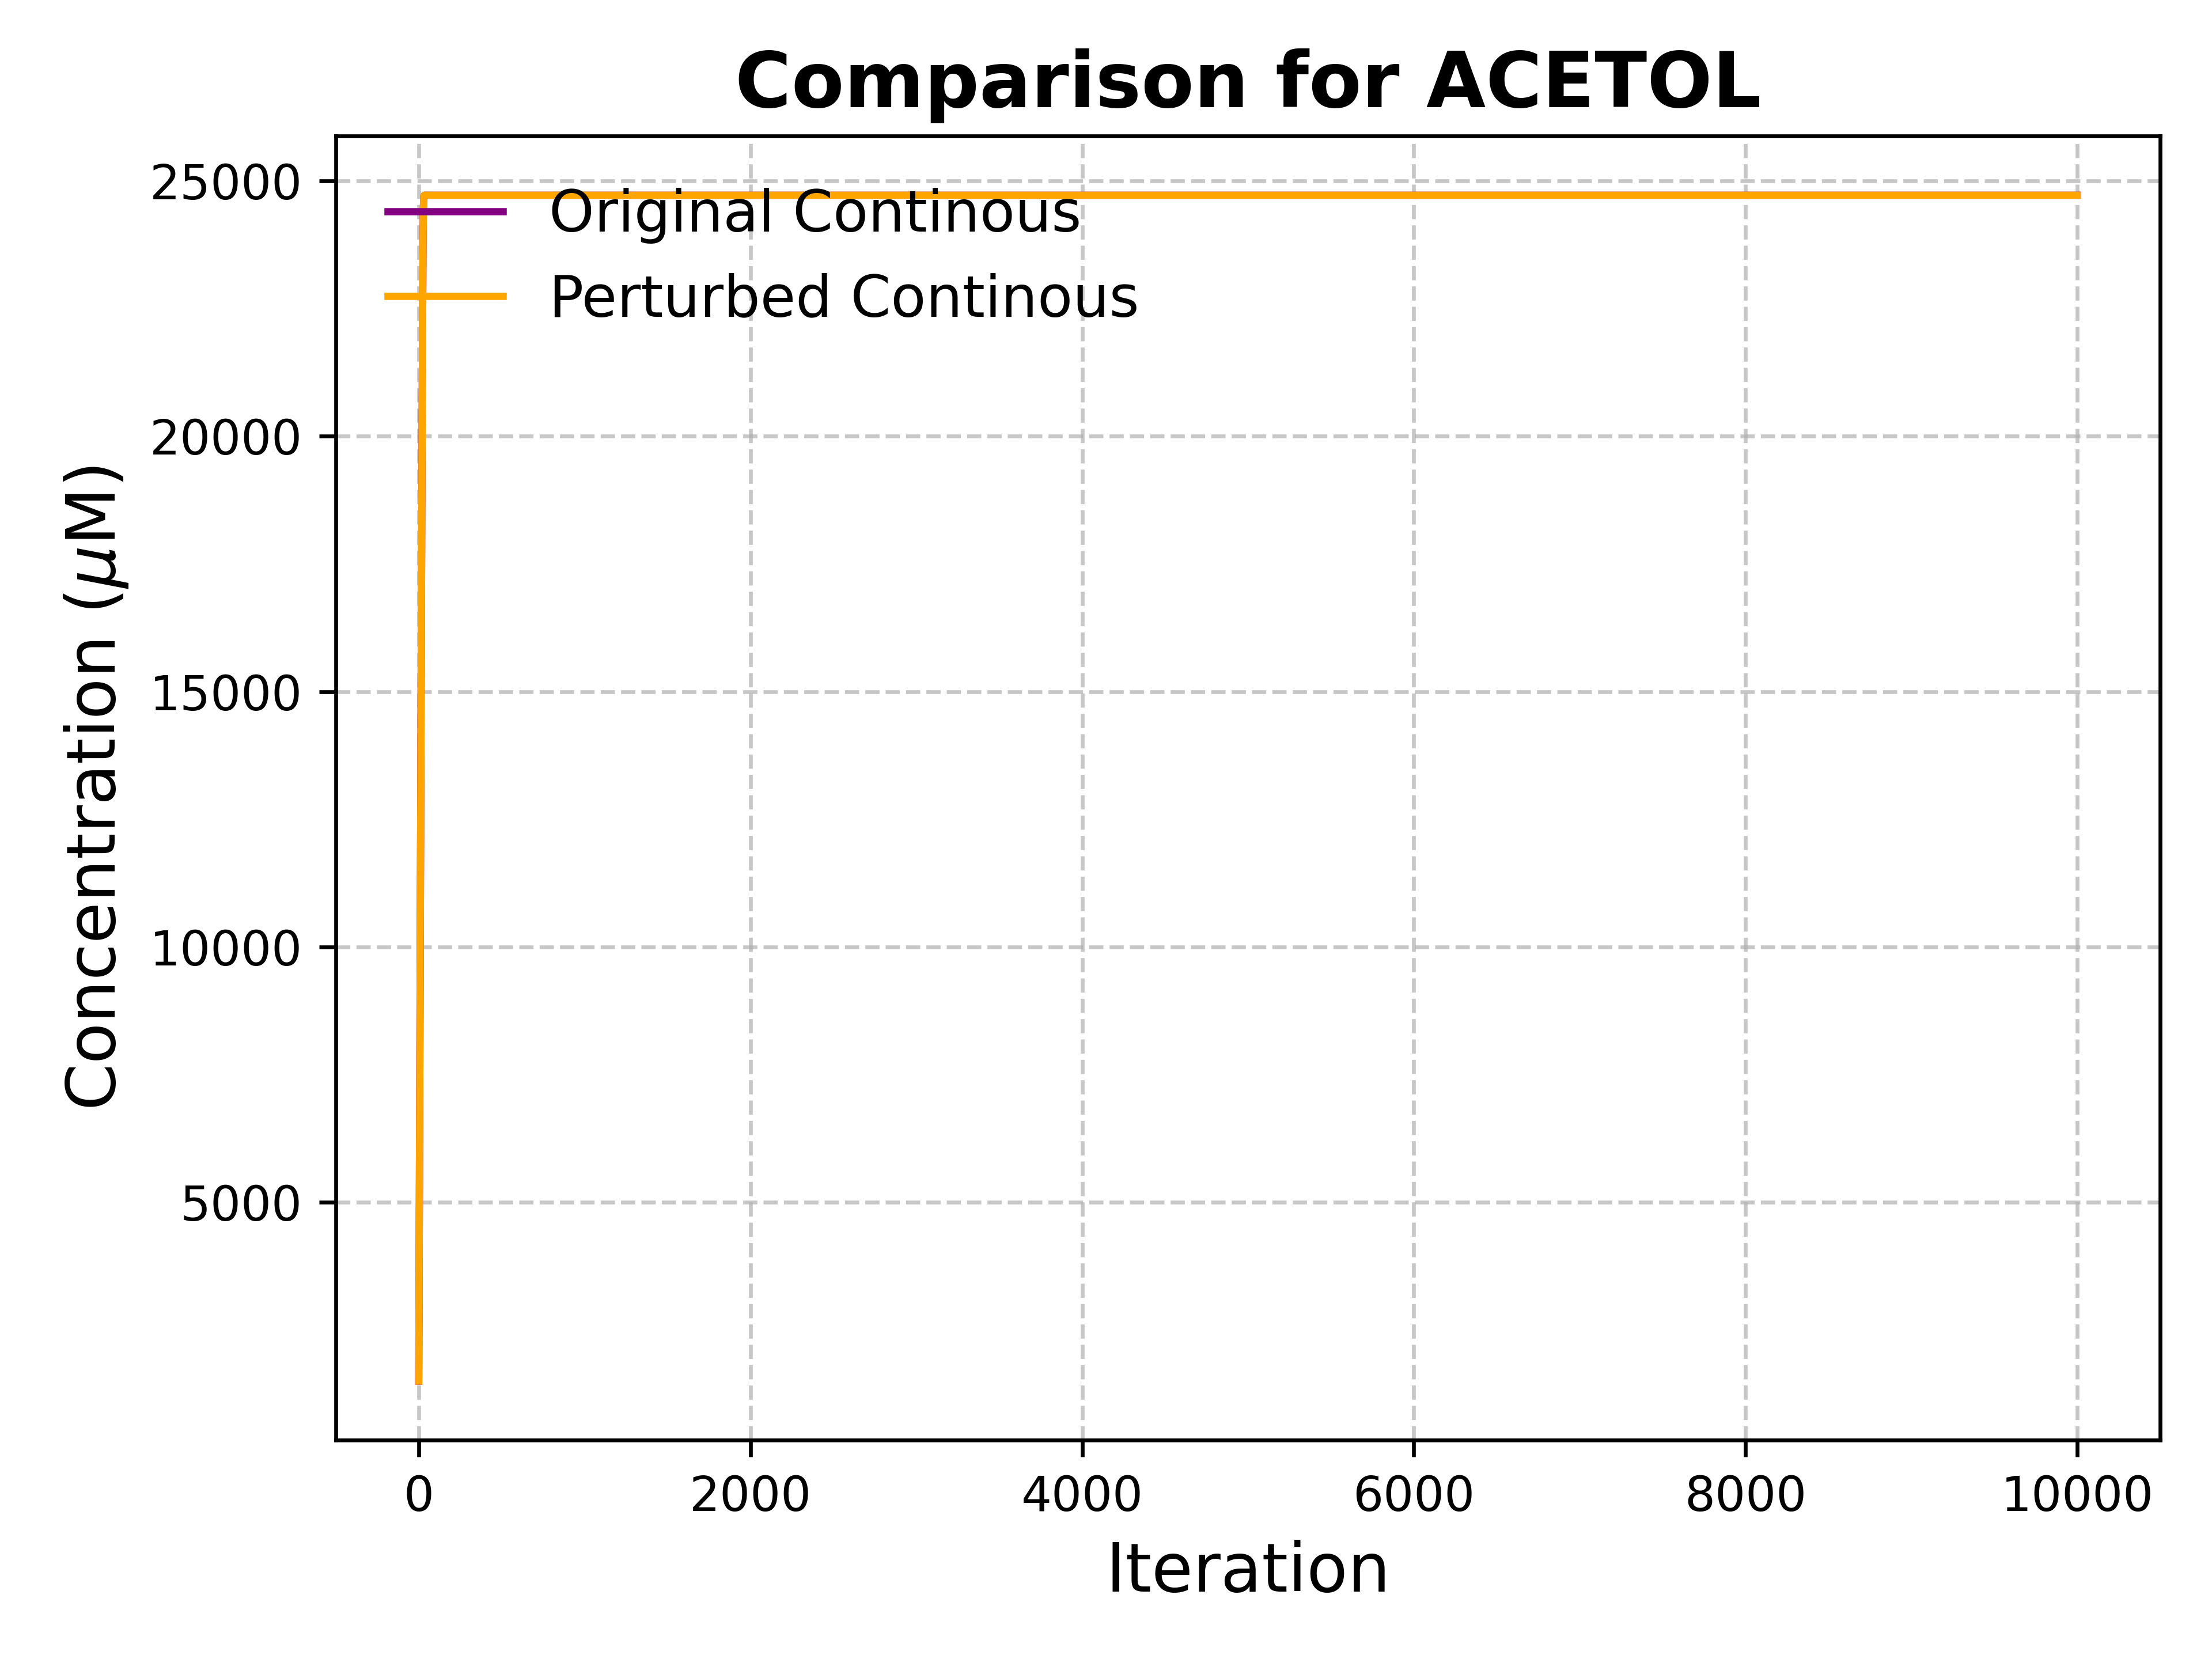 Comparison for ACETOL
Concentration (μM)
25000
20000
15000
10000
5000
Original Continous
Perturbed Continous
0 2000 4000 6000 8000 10000
Iteration